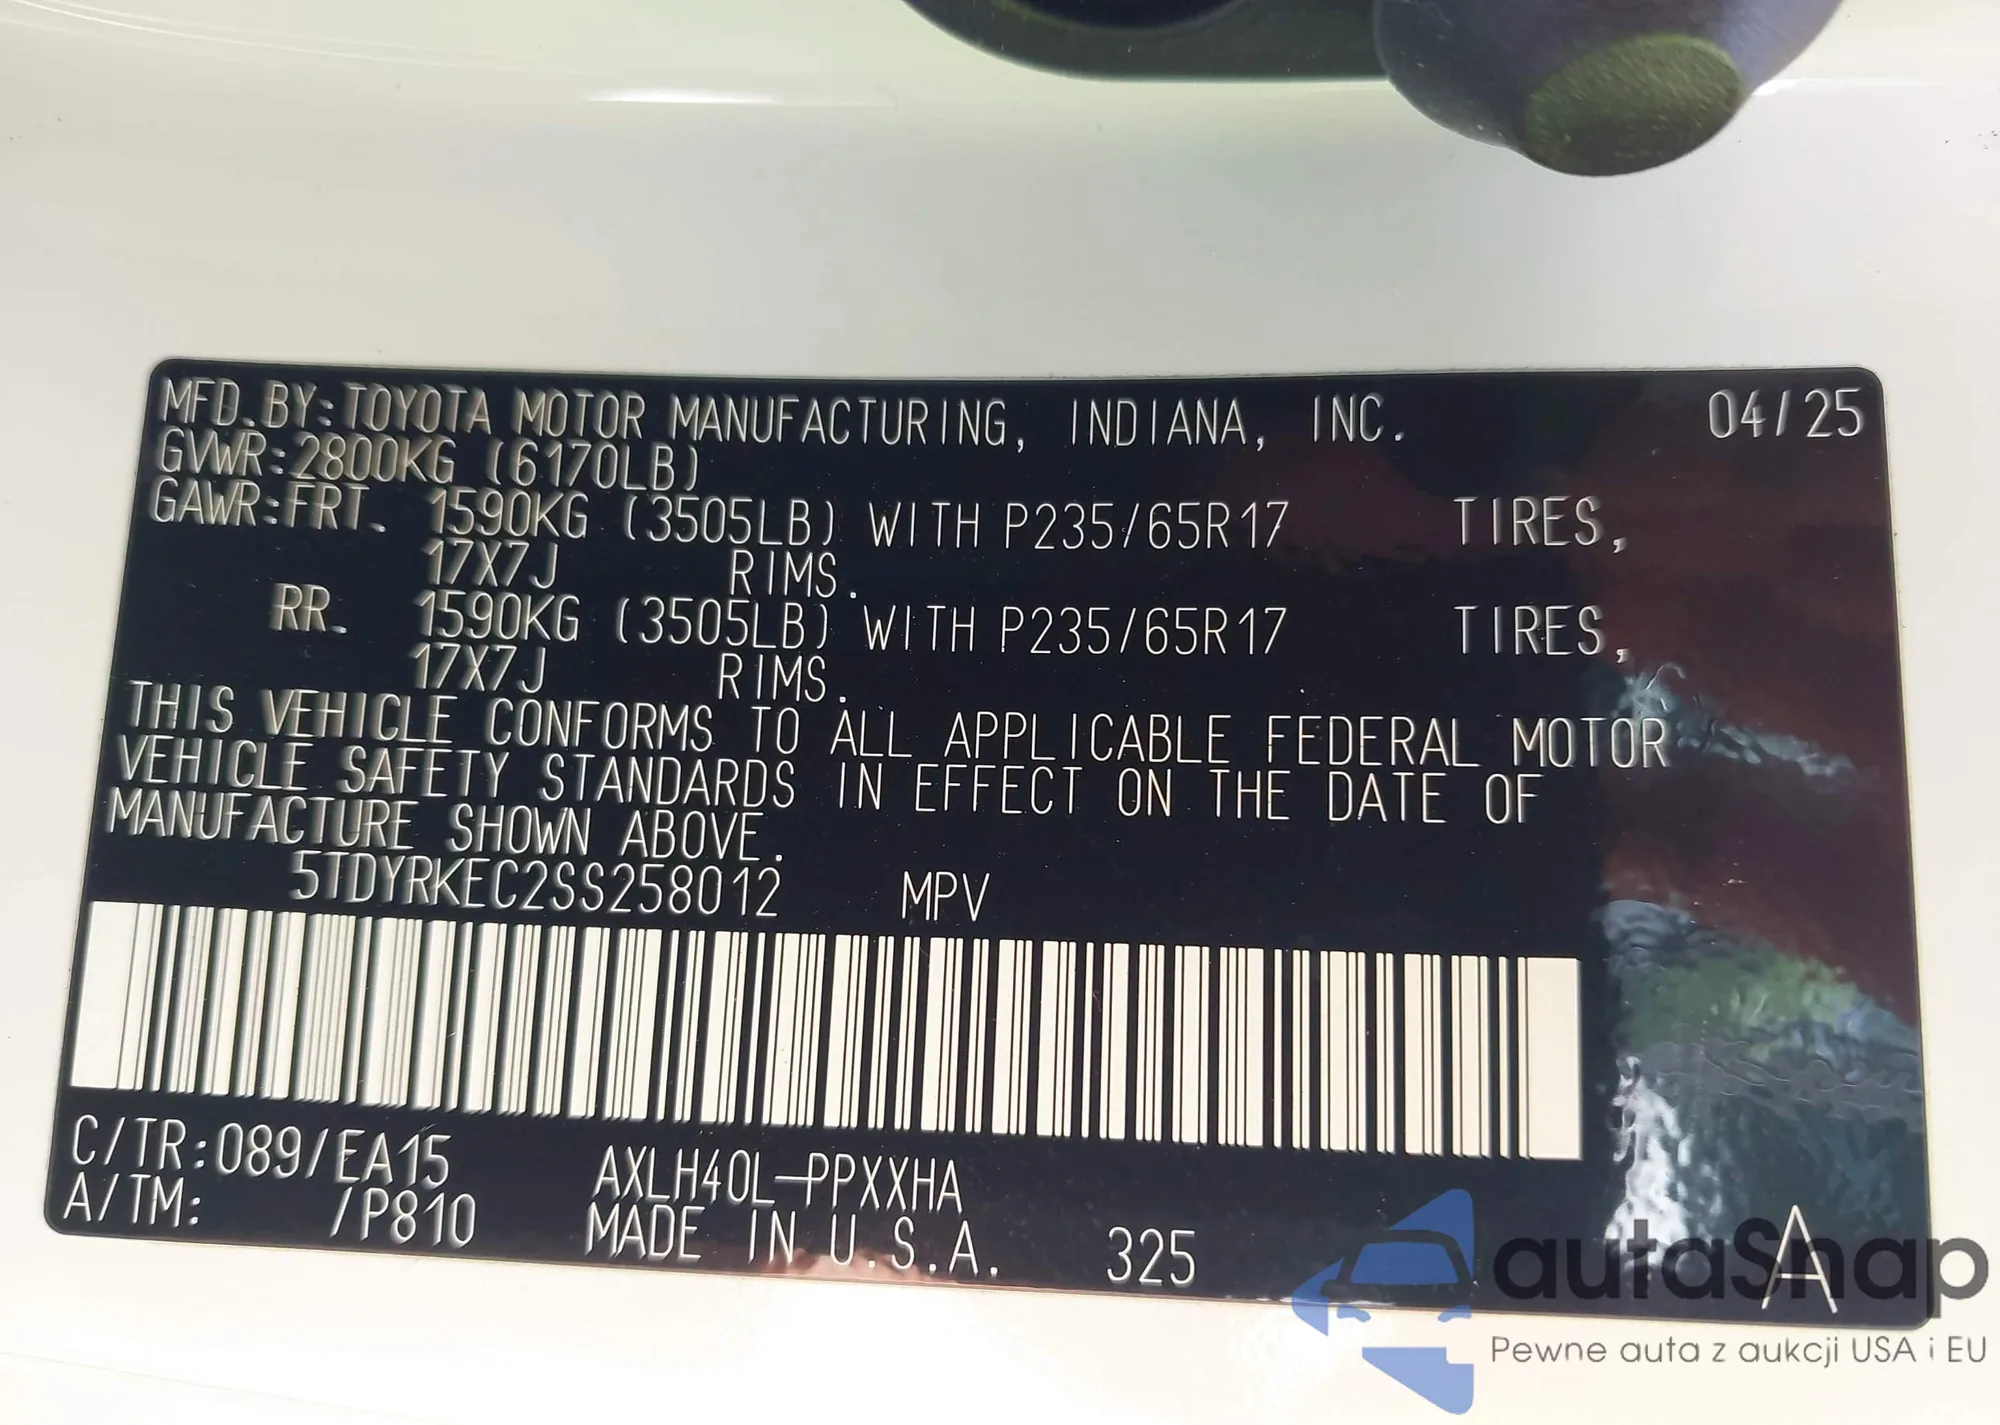 MFD.BY:TOYOTA MOTOR MANUFACTURING, INDIANA, INC. 04/25
GVWR:2800KG (6170LB)
GAWR:FRT. 1590KG (3505LB) WITH P235/65R17 TIRES,
17X7J RIMS.
RR. 1590KG (3505LB) WITH P235/65R17 TIRES,
17X7J RIMS.
THIS VEHICLE CONFORMS TO ALL APPLICABLE FEDERAL MOTOR
VEHICLE SAFETY STANDARDS IN EFFECT ON THE DATE OF
MANUFACTURE SHOWN ABOVE.
5TDYRKEC2SS258012 MPV
C/TR:089/EA15 AXLH40L-PPXXHA
A/TM: /P810 MADE IN U.S.A. 325 A
autaSnap
Pewne auta z aukcji USA i EU